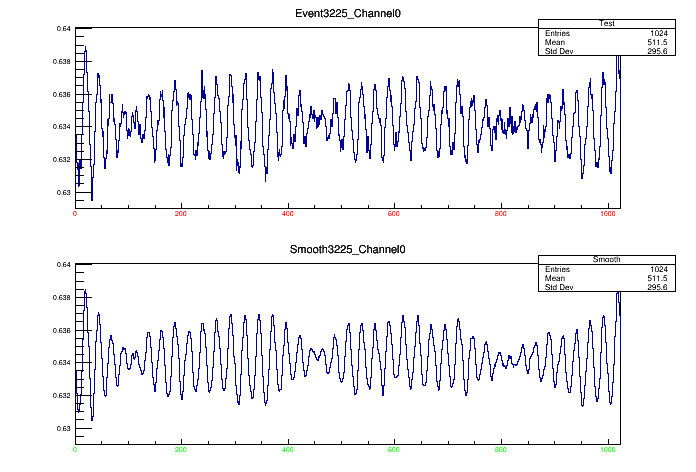 Event3225_Channel0
Test
Entries 1024
Mean 511.5
Std Dev 295.6
0.64
0.638
0.636
0.634
0.632
0.63
0 200 400 600 800 1000
Smooth3225_Channel0
Smooth
Entries 1024
Mean 511.5
Std Dev 295.6
0.64
0.638
0.636
0.634
0.632
0.63
0 200 400 600 800 1000